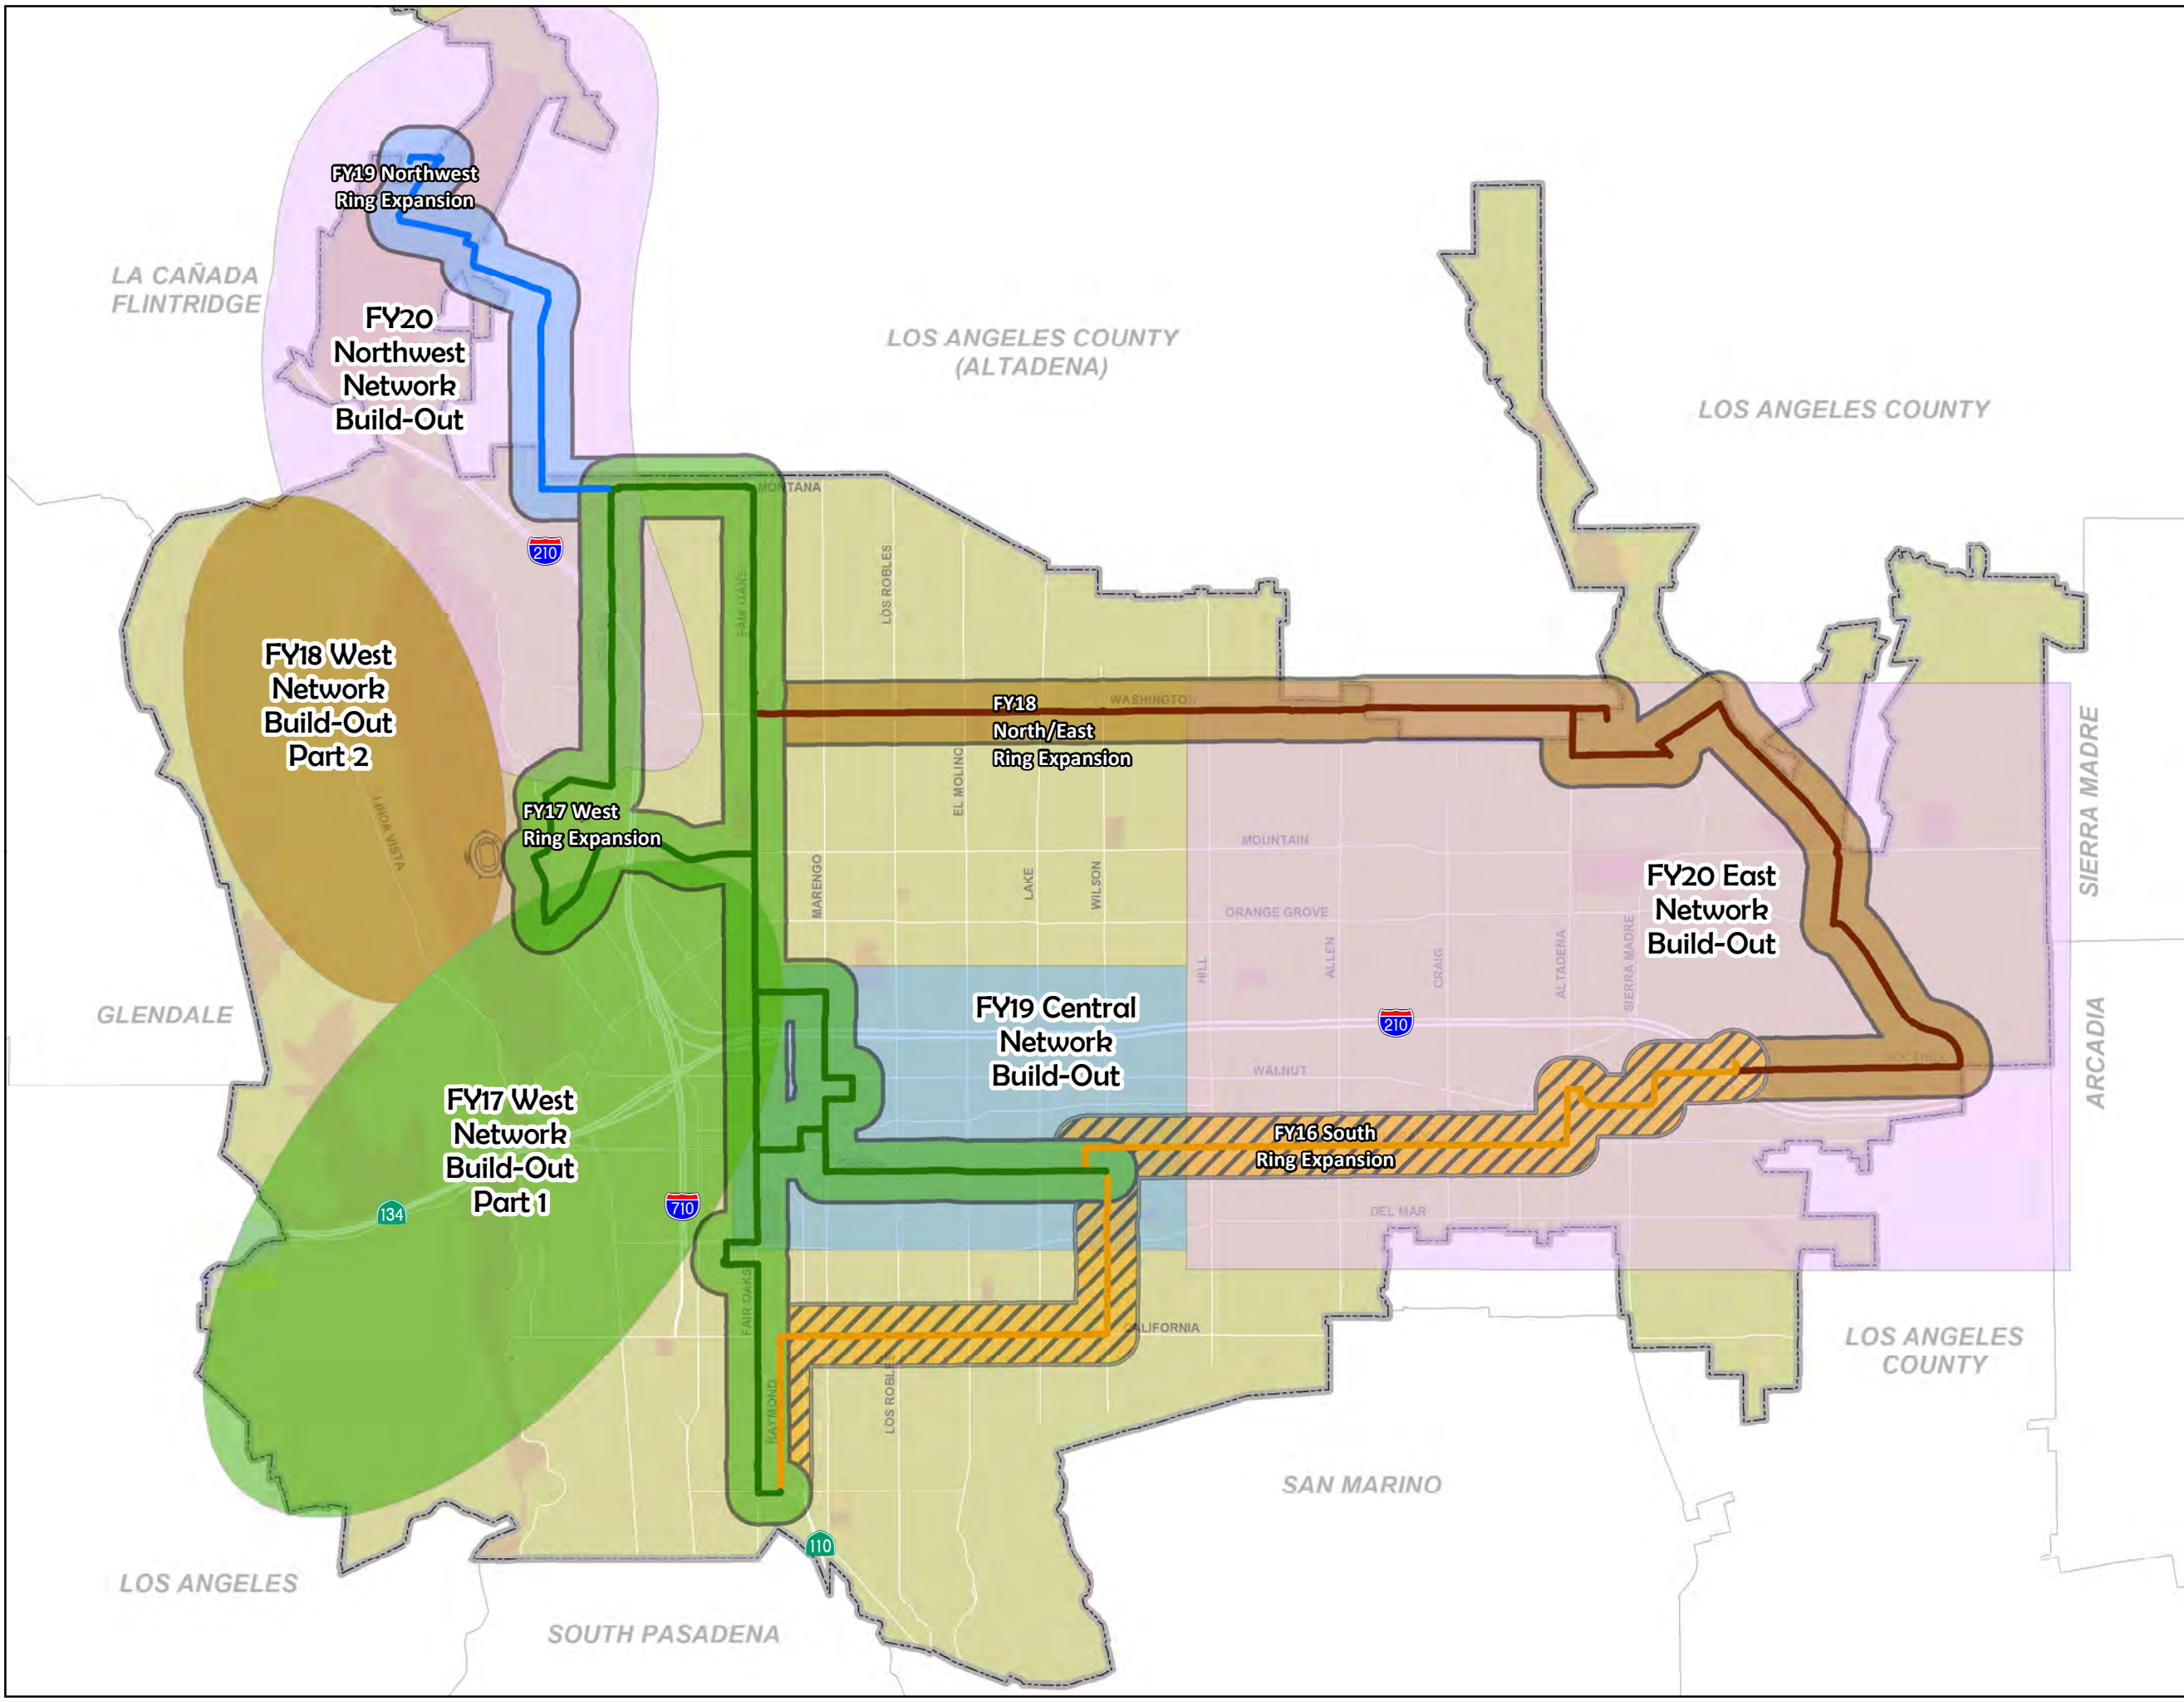 FY19 Northwest
Ring Expansion
LA CAÑADA
FLINTRIDGE
FY20
Northwest
Network
Build-Out
LOS ANGELES COUNTY
(ALTADENA)
LOS ANGELES COUNTY
MONTANA
210
FAIR OAKS
LOS ROBLES
FY18 West
Network
Build-Out
Part 2
FY18
North/East
Ring Expansion
WASHINGTON
EL MOLINO
LINDA VISTA
FY17 West
Ring Expansion
MARENGO
LAKE
WILSON
MOUNTAIN
ORANGE GROVE
HILL
ALLEN
CRAIG
ALTADENA
SIERRA MADRE
FY20 East
Network
Build-Out
SIERRA MADRE
GLENDALE
FY19 Central
Network
Build-Out
210
WALNUT
FOOTHILL
ARCADIA
FY17 West
Network
Build-Out
Part 1
134
710
FY16 South
Ring Expansion
DEL MAR
FAIR OAKS
CALIFORNIA
RAYMOND
LOS ROBLES
LOS ANGELES
COUNTY
SAN MARINO
110
LOS ANGELES
SOUTH PASADENA